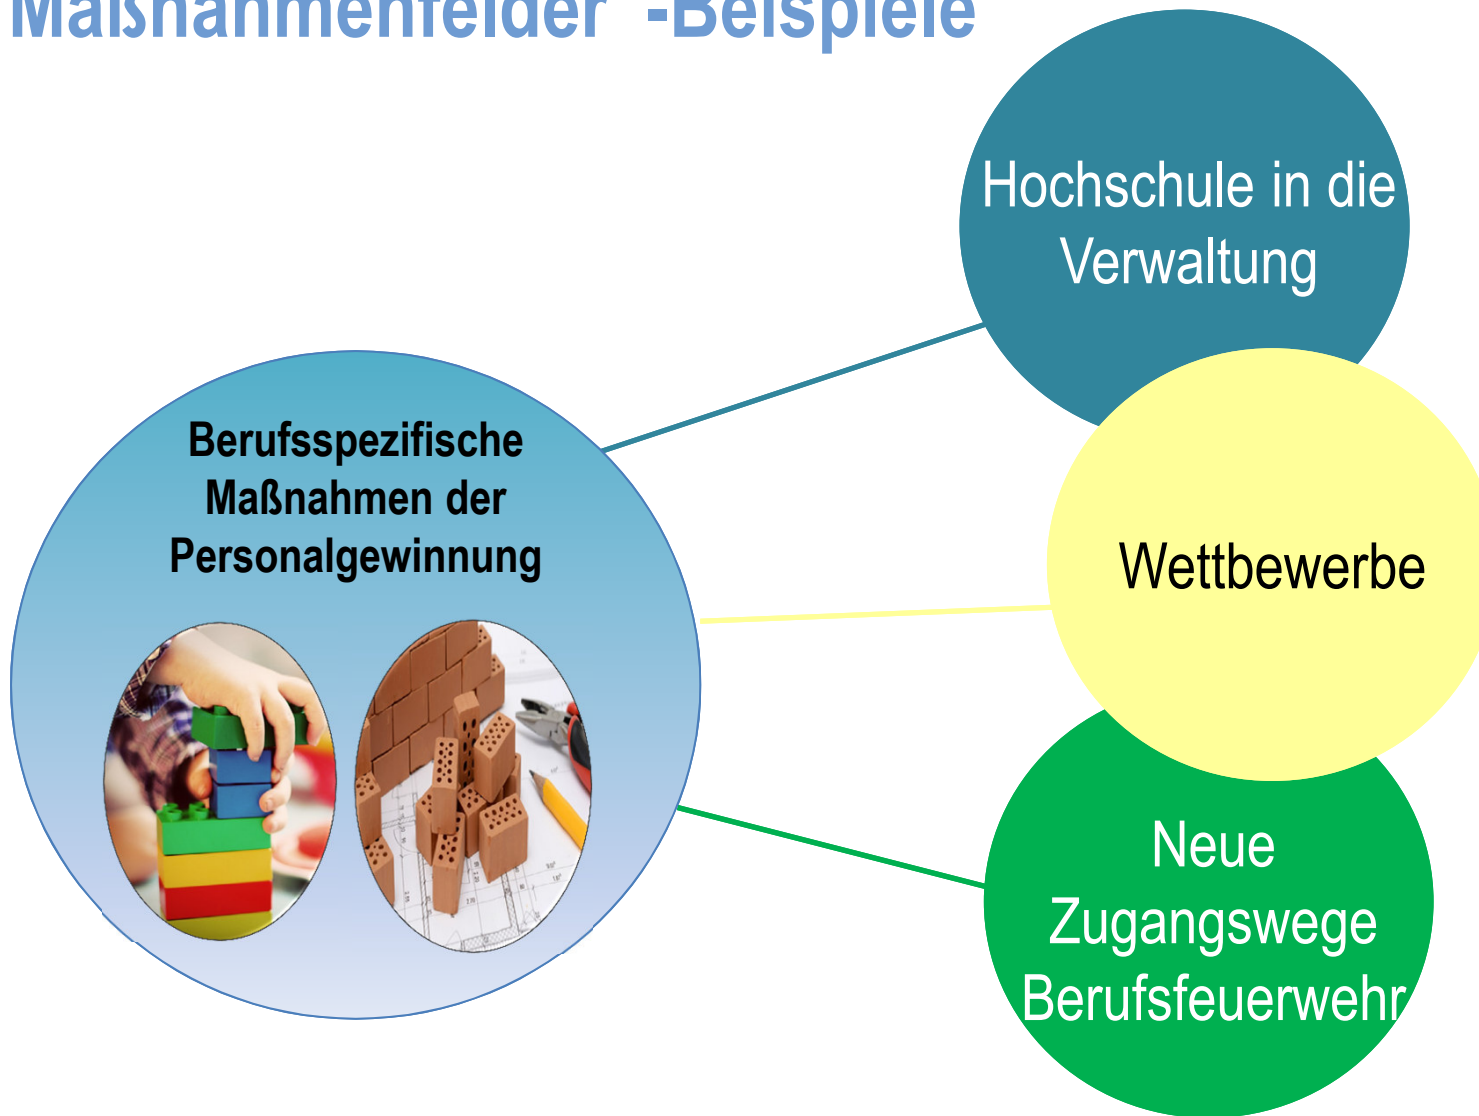 Maßnahmenfelder -Beispiele
Hochschule in die
Verwaltung
Berufsspezifische
Maßnahmen der
Personalgewinnung
Wettbewerbe
Neue
Zugangswege
Berufsfeuerwehr